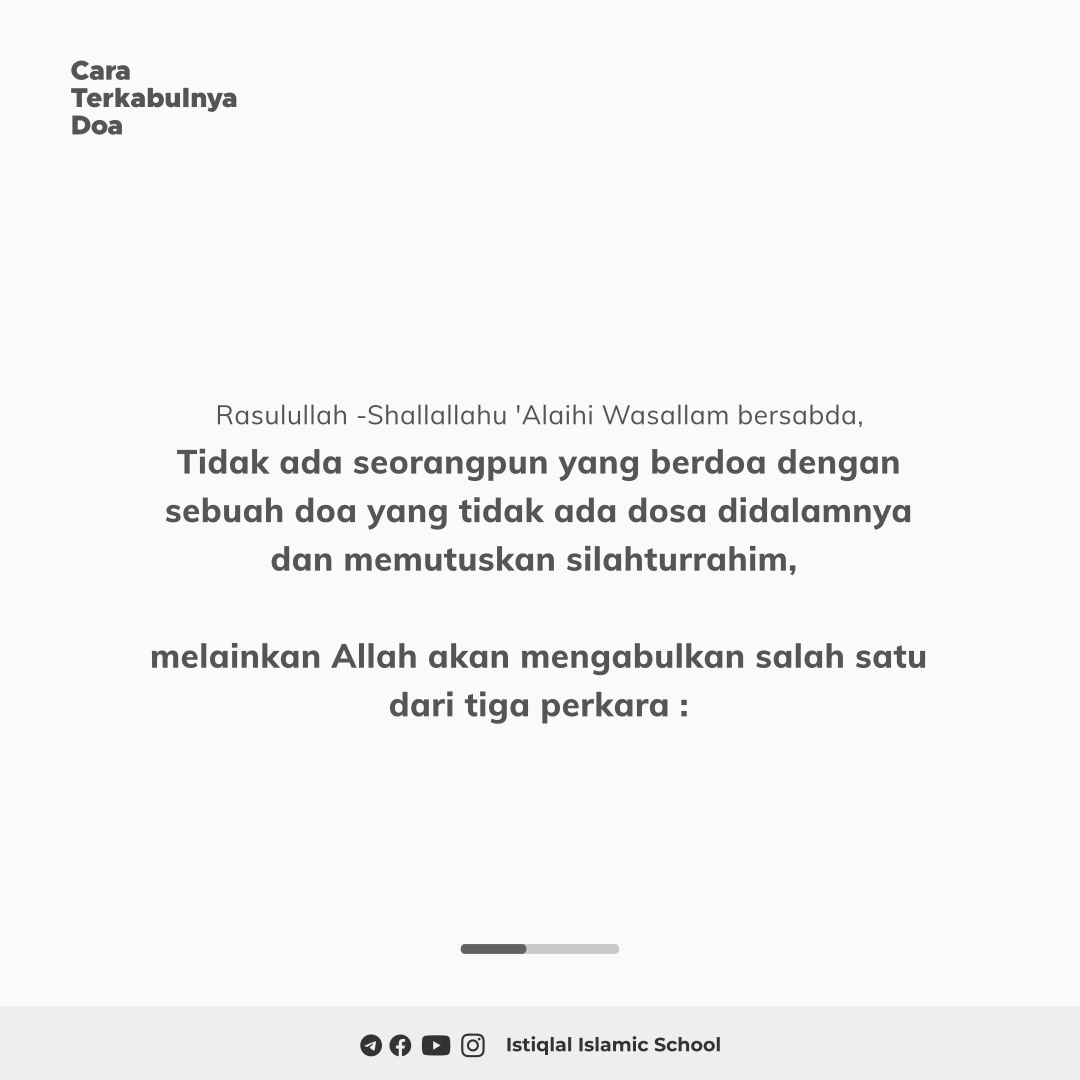 Cara
Terkabulnya
Doa
Rasulullah -Shallallahu 'Alaihi Wasallam bersabda,
Tidak ada seorangpun yang berdoa dengan
sebuah doa yang tidak ada dosa didalamnya
dan memutuskan silahturrahim,
melainkan Allah akan mengabulkan salah satu
dari tiga perkara :
Istiqlal Islamic School